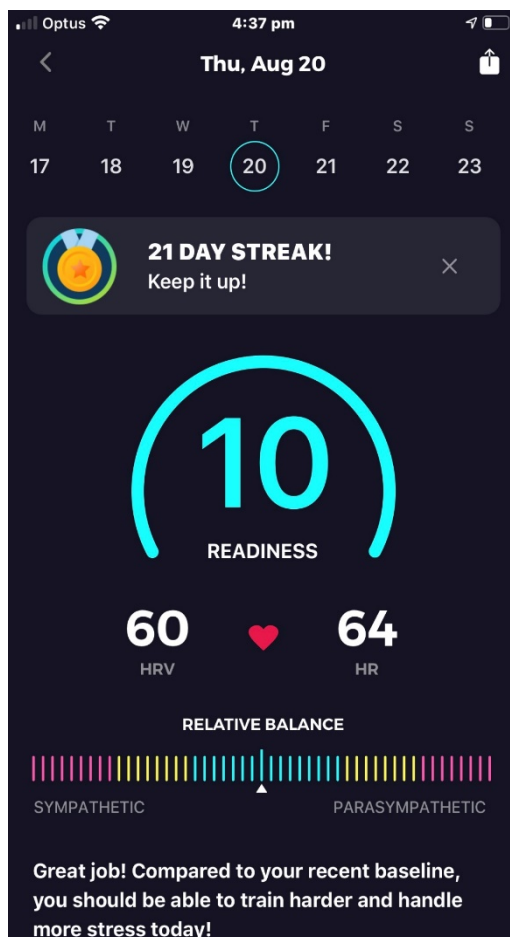 Optus 4:37 pm
Thu, Aug 20
M T W T F S S
17 18 19 20 21 22 23
21 DAY STREAK!
Keep it up!
10
READINESS
60 64
HRV HR
RELATIVE BALANCE
SYMPATHETIC PARASYMPATHETIC
Great job! Compared to your recent baseline,
you should be able to train harder and handle
more stress today!